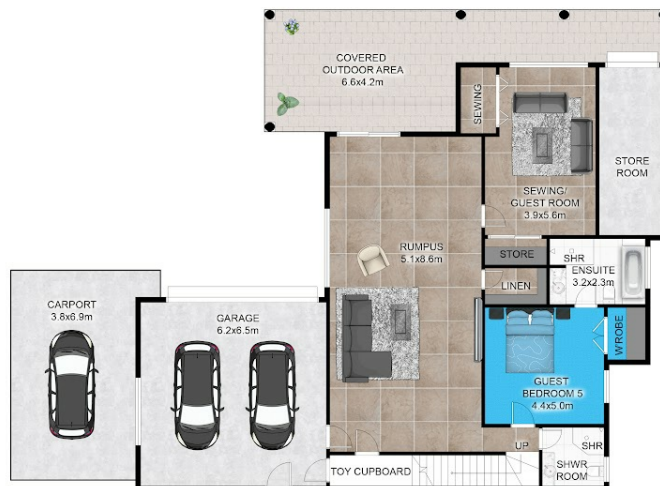 COVERED
OUTDOOR AREA
6.6x4.2m
SEWING
STORE
ROOM
SEWING/
GUEST ROOM
3.9x5.6m
RUMPUS
5.1x8.6m
STORE
SHR
ENSUITE
3.2x2.3m
LINEN
CARPORT
3.8x6.9m
GARAGE
6.2x6.5m
W'ROBE
GUEST
BEDROOM 5
4.4x5.0m
UP
SHR
TOY CUPBOARD
SHWR
ROOM